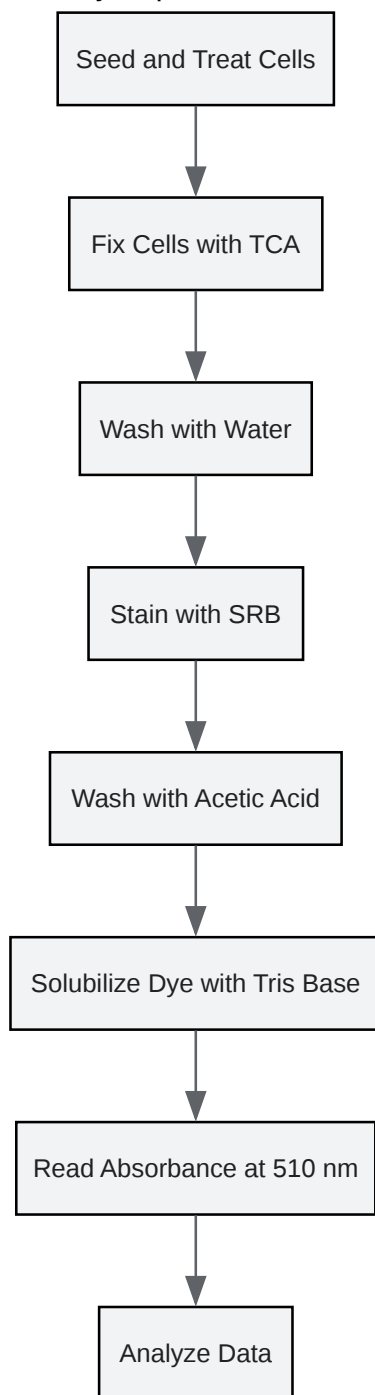 Seed and Treat Cells
Fix Cells with TCA
Wash with Water
Stain with SRB
Wash with Acetic Acid
Solubilize Dye with Tris Base
Read Absorbance at 510 nm
Analyze Data